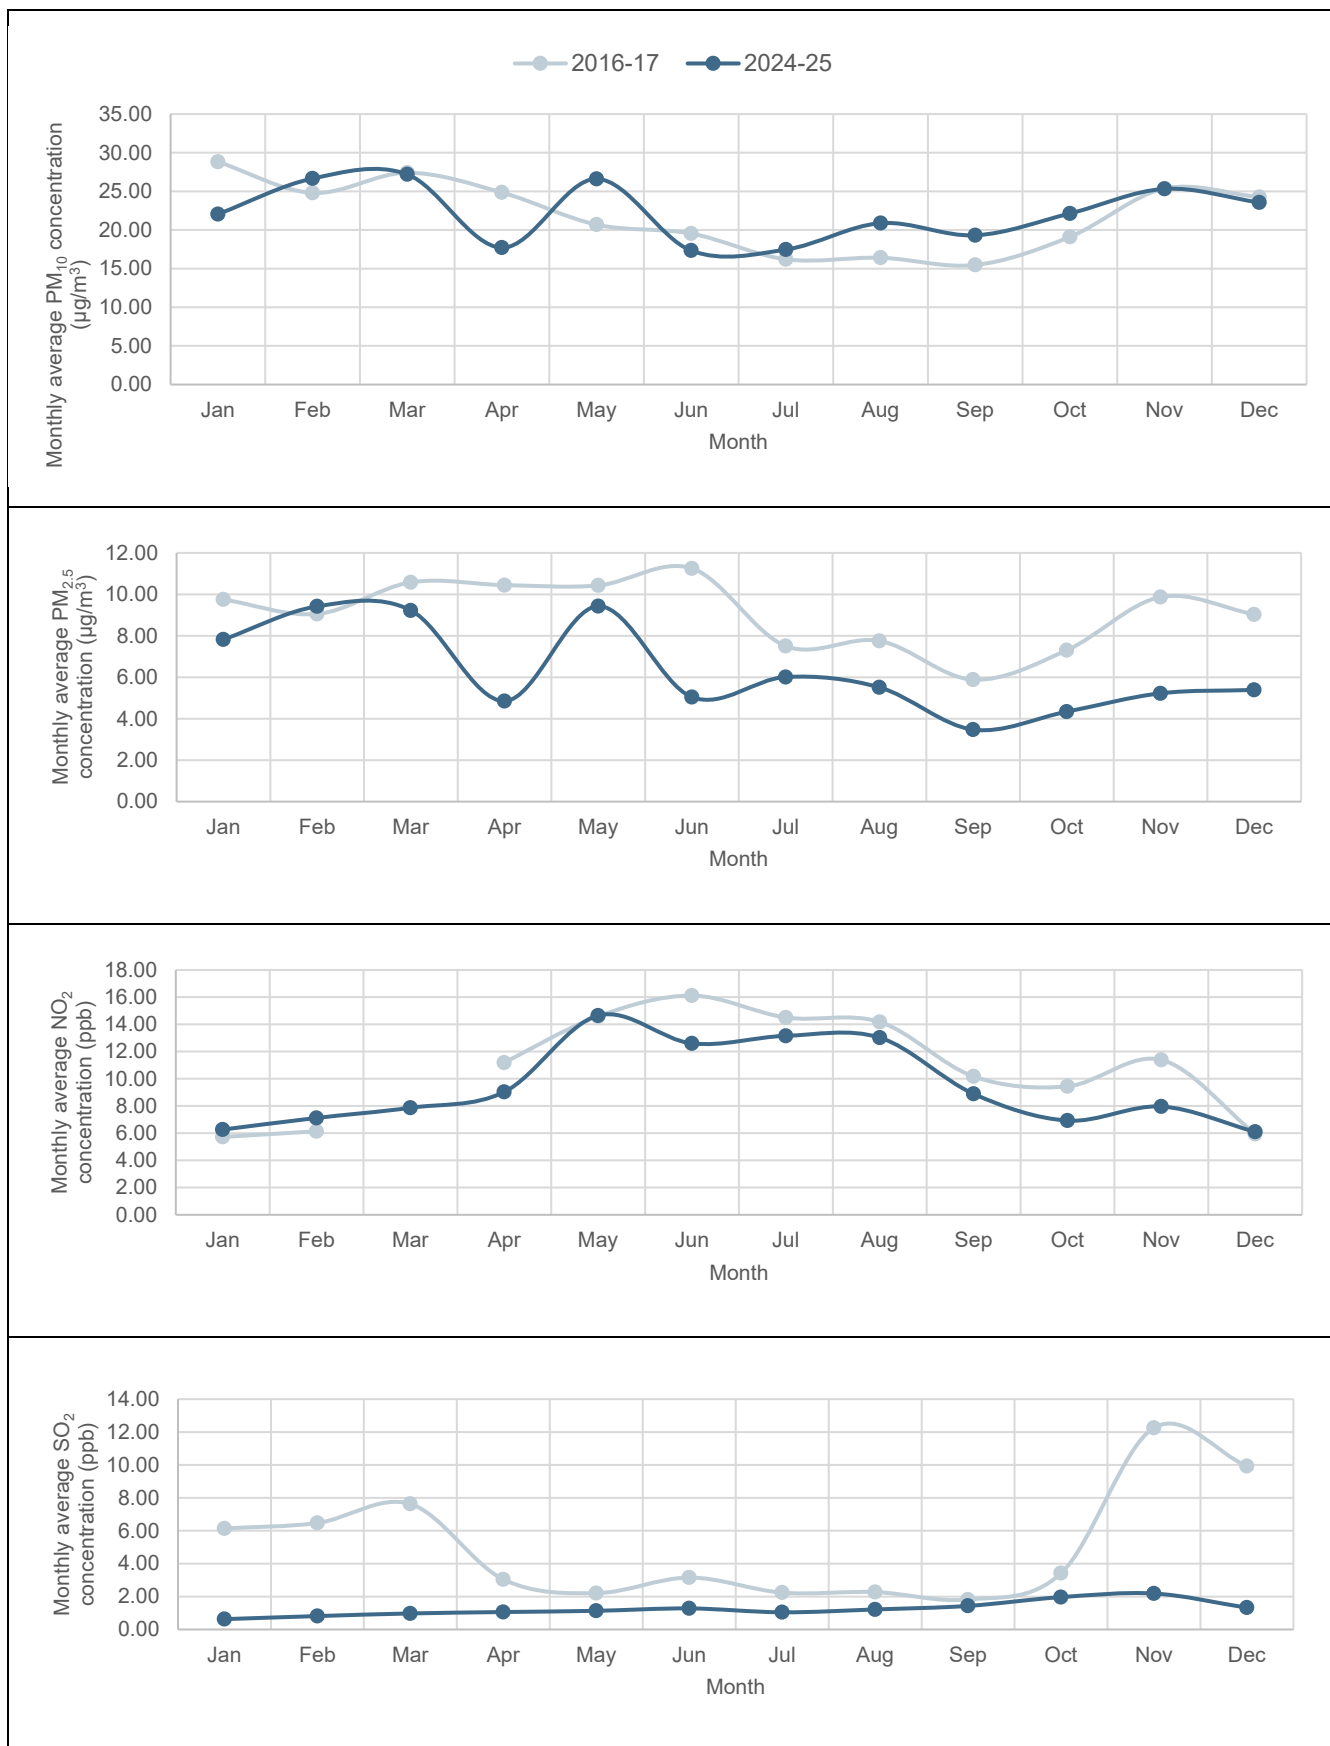 2016-17 2024-25
Monthly average PM10 concentration
(µg/m³)
35.00
30.00
25.00
20.00
15.00
10.00
5.00
0.00
Jan Feb Mar Apr May Jun Jul Aug Sep Oct Nov Dec
Month
Monthly average PM2.5
concentration (µg/m³)
12.00
10.00
8.00
6.00
4.00
2.00
0.00
Jan Feb Mar Apr May Jun Jul Aug Sep Oct Nov Dec
Month
Monthly average NO2
concentration (ppb)
18.00
16.00
14.00
12.00
10.00
8.00
6.00
4.00
2.00
0.00
Jan Feb Mar Apr May Jun Jul Aug Sep Oct Nov Dec
Month
Monthly average SO2
concentration (ppb)
14.00
12.00
10.00
8.00
6.00
4.00
2.00
0.00
Jan Feb Mar Apr May Jun Jul Aug Sep Oct Nov Dec
Month